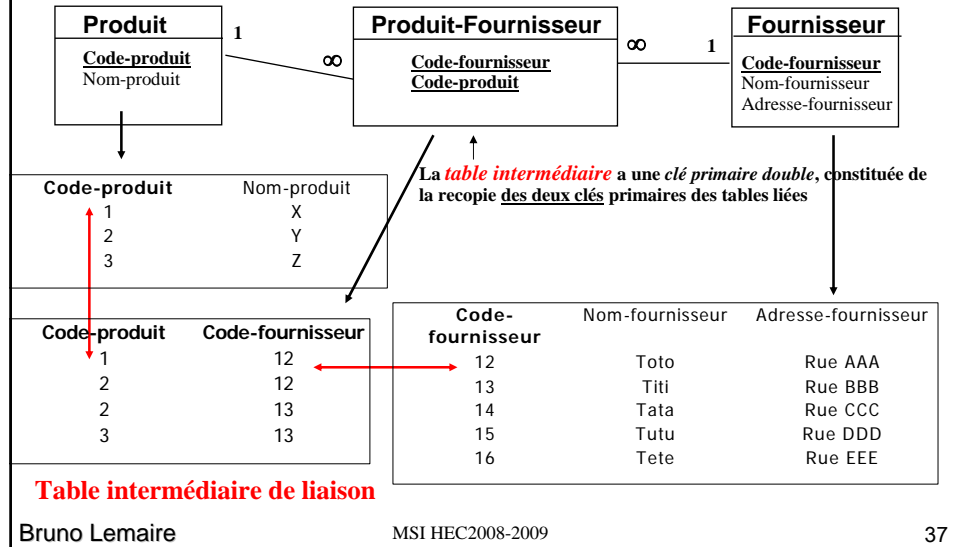 Produit
Code-produit
Nom-produit
1
∞
Produit-Fournisseur
Code-fournisseur
Code-produit
∞
1
Fournisseur
Code-fournisseur
Nom-fournisseur
Adresse-fournisseur
La table intermédiaire a une clé primaire double, constituée de
la recopie des deux clés primaires des tables liées
Code-produit Nom-produit
1 X
2 Y
3 Z
Code-produit Code-fournisseur
1 12
2 12
2 13
3 13
Code- Nom-fournisseur Adresse-fournisseur
fournisseur
12 Toto Rue AAA
13 Titi Rue BBB
14 Tata Rue CCC
15 Tutu Rue DDD
16 Tete Rue EEE
Table intermédiaire de liaison
Bruno Lemaire MSI HEC2008-2009 37